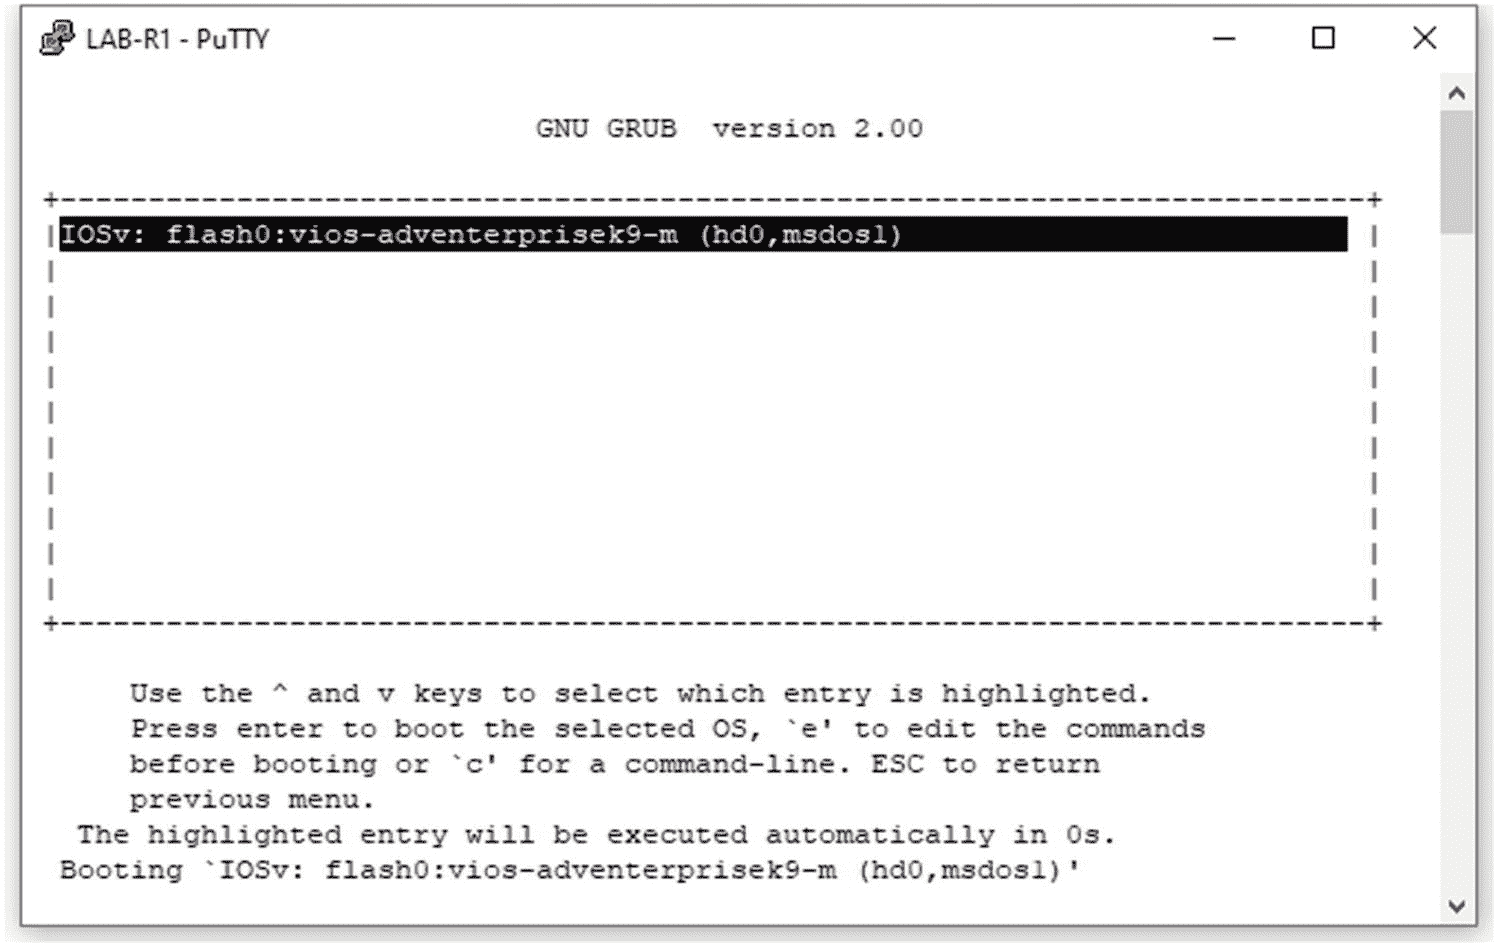 LAB-R1 - PuTTY
GNU GRUB  version 2.00
+----------------------------------------------------------------------------+
|IOSv: flash0:vios-adventerprisek9-m (hd0,msdos1) |
Use the ^ and v keys to select which entry is highlighted.
Press enter to boot the selected OS, `e' to edit the commands
before booting or `c' for a command-line. ESC to return
previous menu.
The highlighted entry will be executed automatically in 0s.
Booting `IOSv: flash0:vios-adventerprisek9-m (hd0,msdos1)'